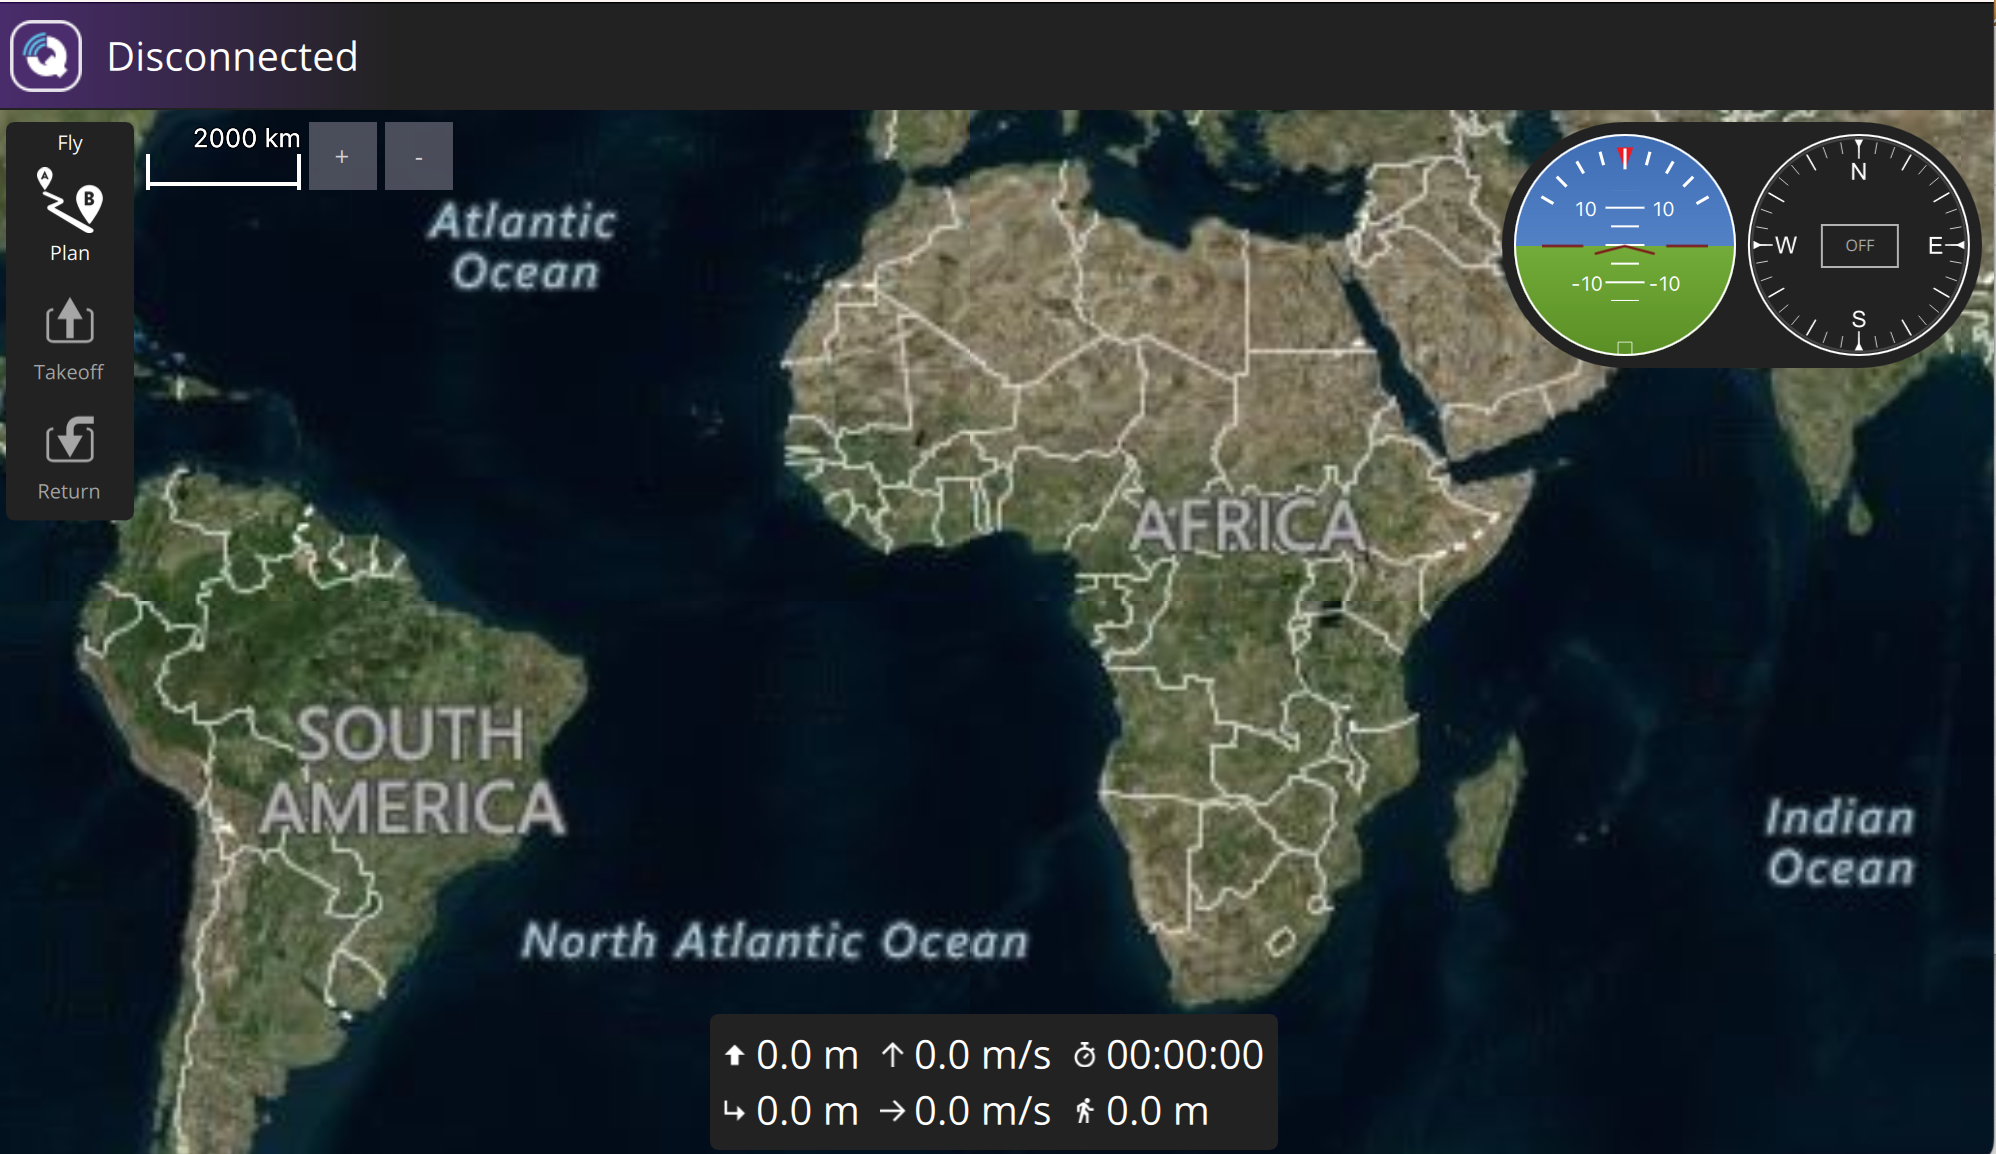 Disconnected
Fly
A
B
Plan
Takeoff
Return
2000 km
+
-
Atlantic
Ocean
AFRICA
SOUTH
AMERICA
North Atlantic Ocean
Indian
Ocean
10 10
-10 -10
N
W OFF E
S
0.0 m 0.0 m/s 00:00:00
0.0 m 0.0 m/s 0.0 m